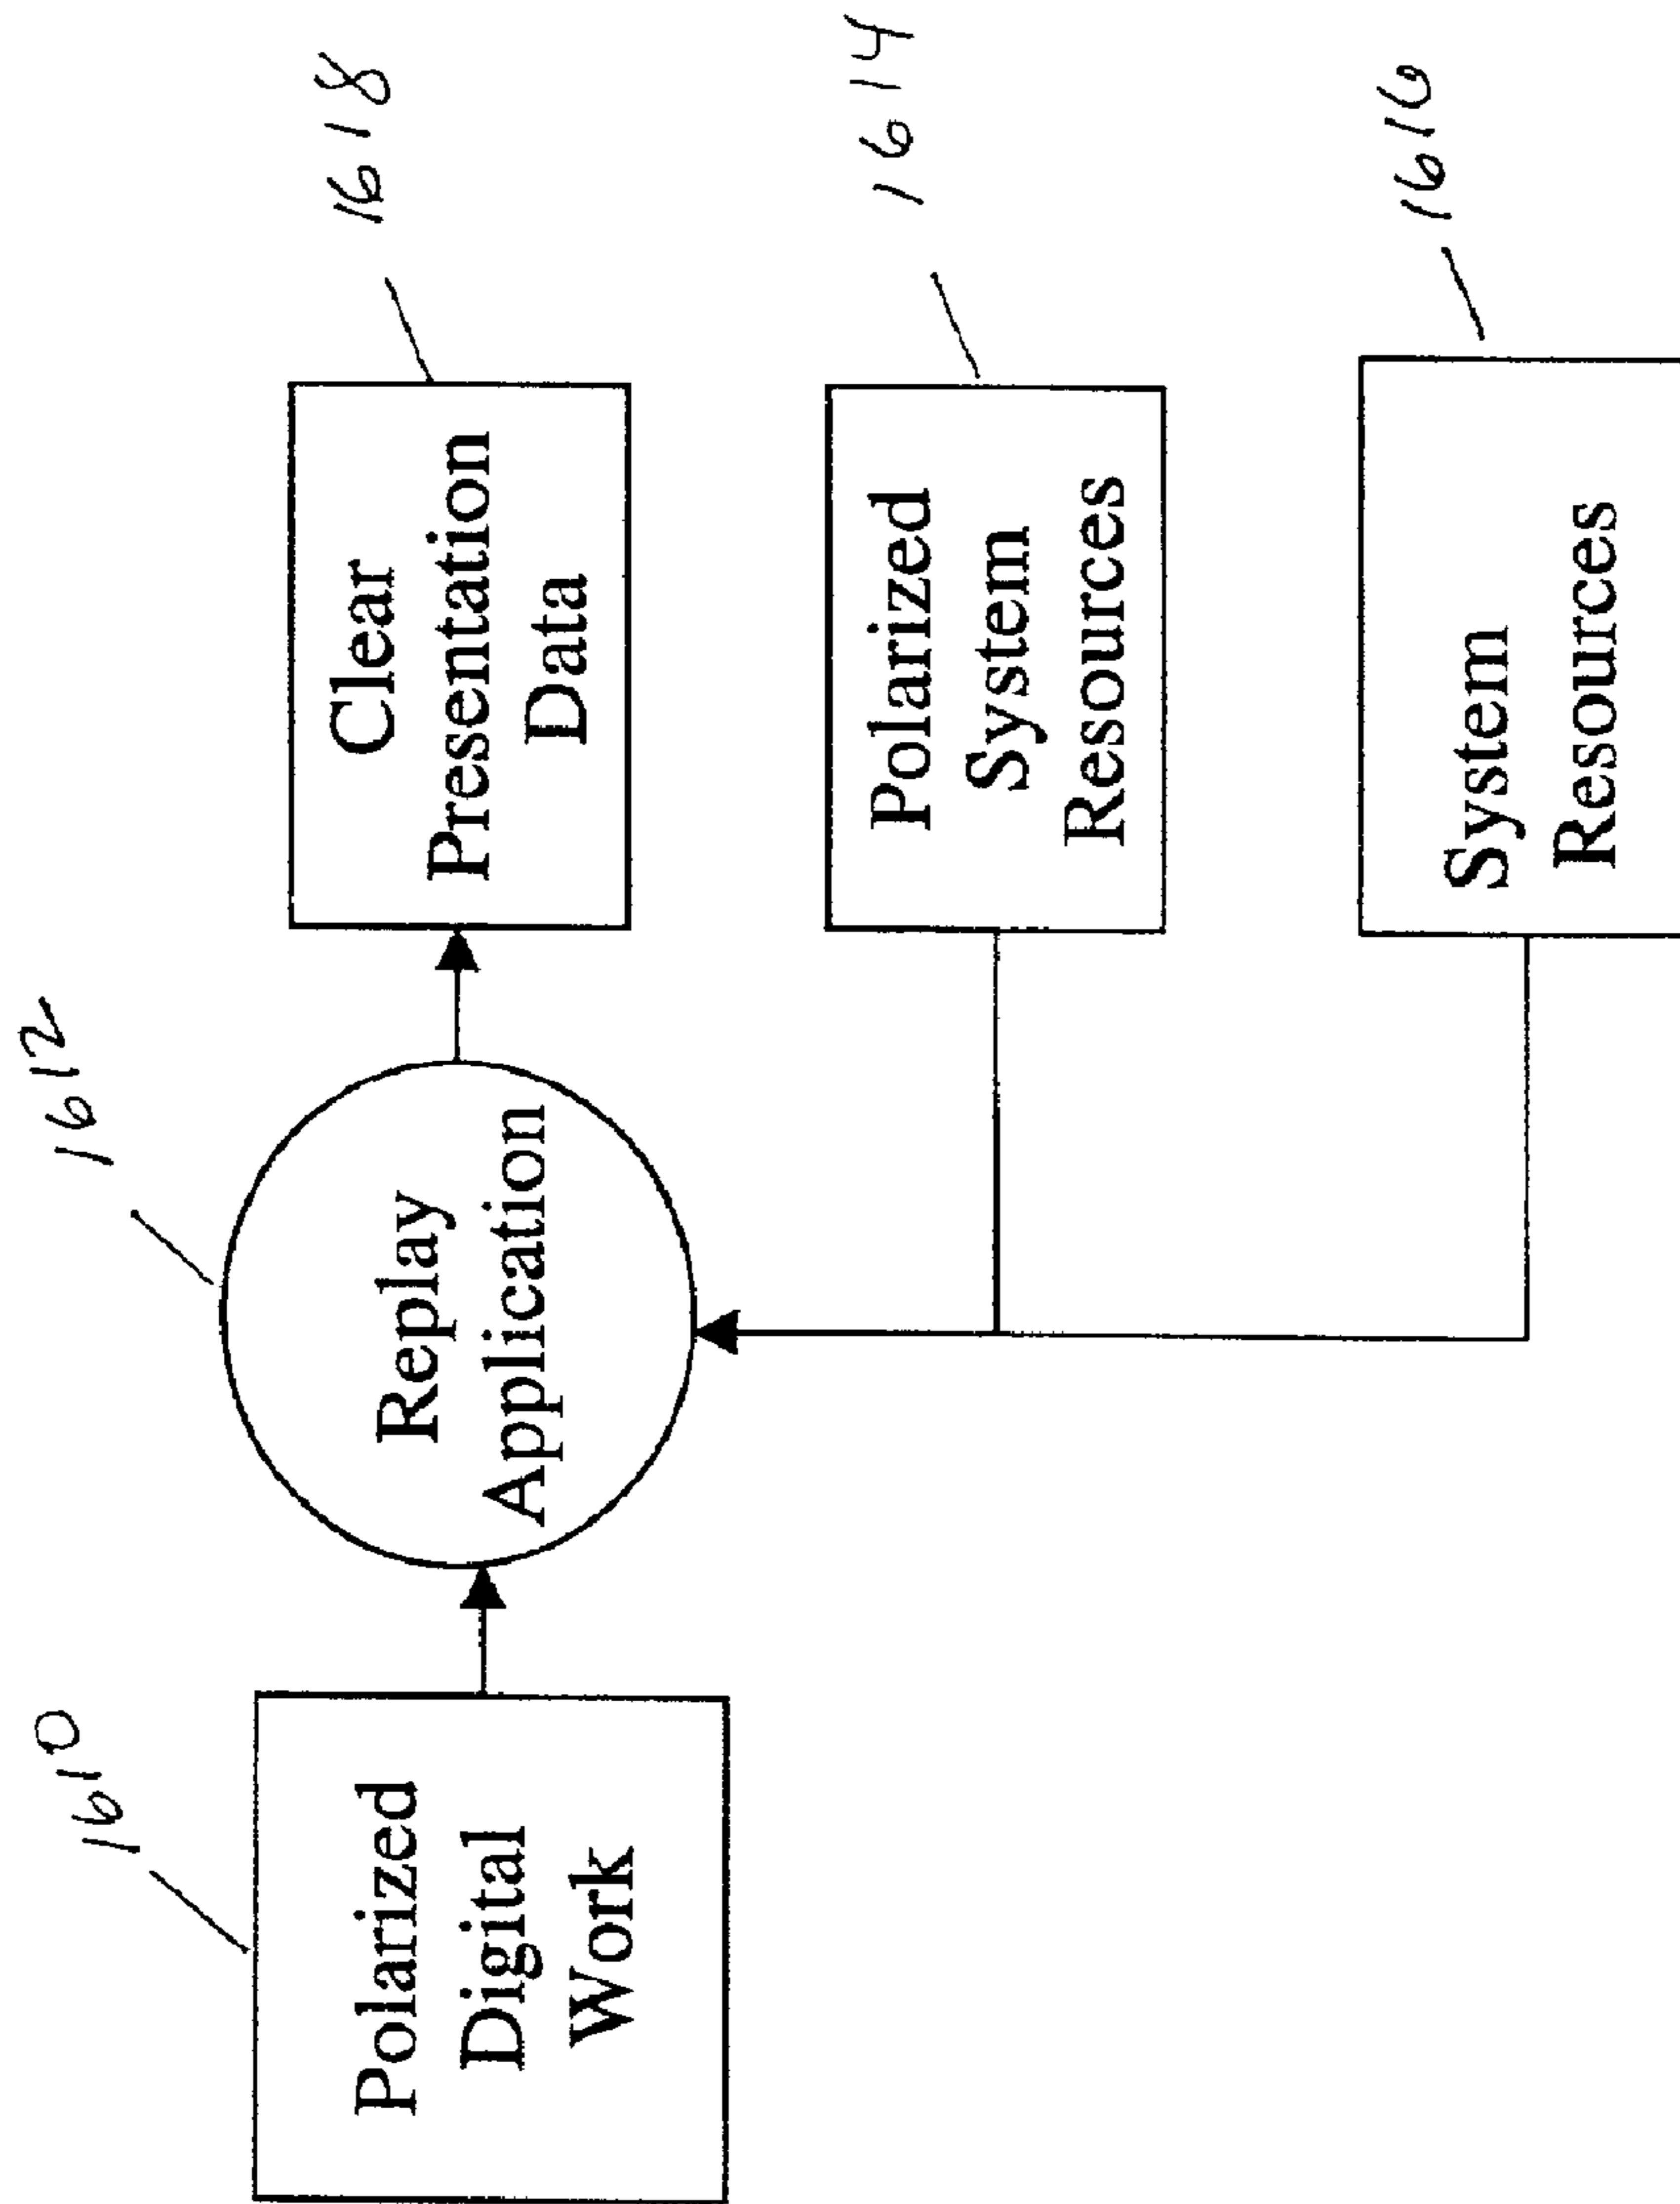 1610
Polarized
Digital
Work
1612
Replay
Application
1618
Clear
Presentation
Data
1614
Polarized
System
Resources
1616
System
Resources